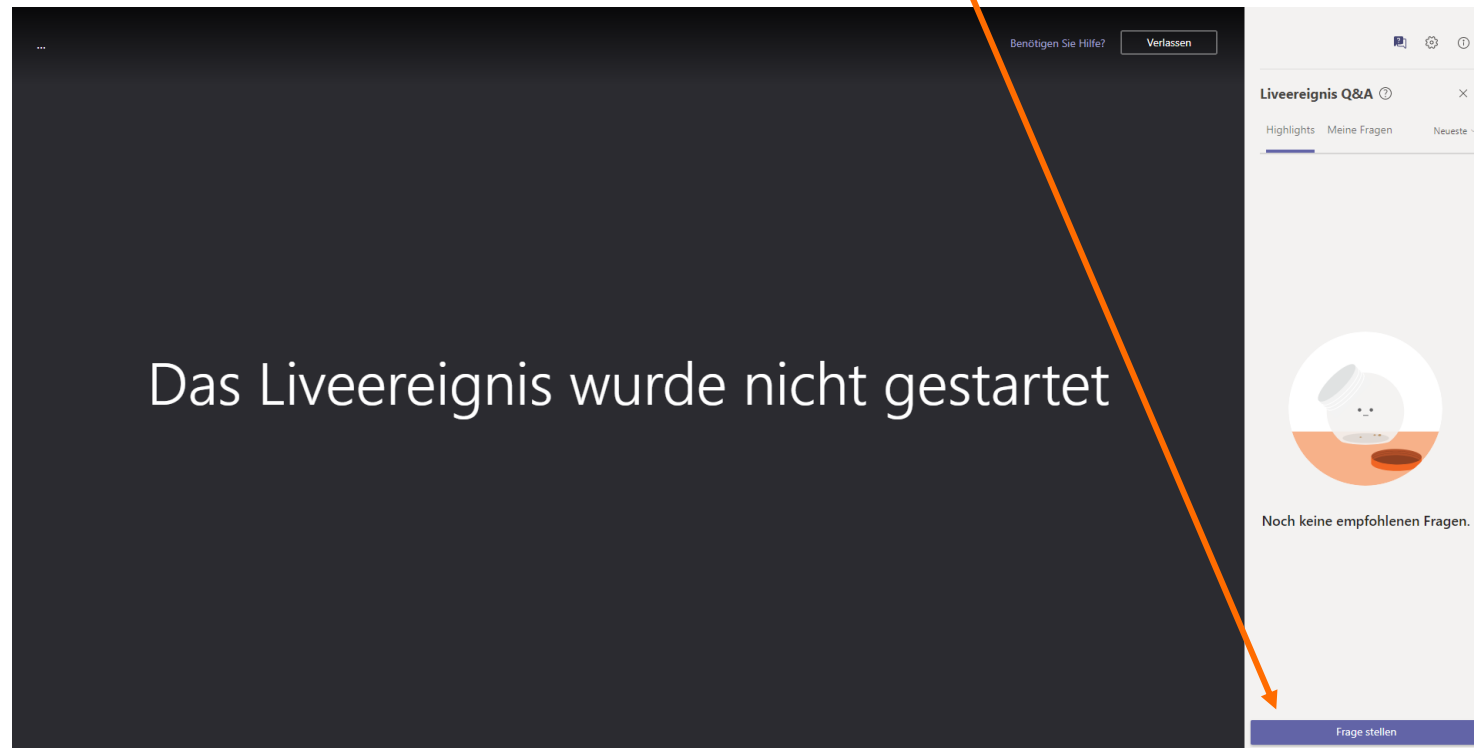 ...
Benötigen Sie Hilfe? Verlassen
Liveereignis Q&A
Highlights Meine Fragen Neueste
Das Liveereignis wurde nicht gestartet
Noch keine empfohlenen Fragen.
Frage stellen